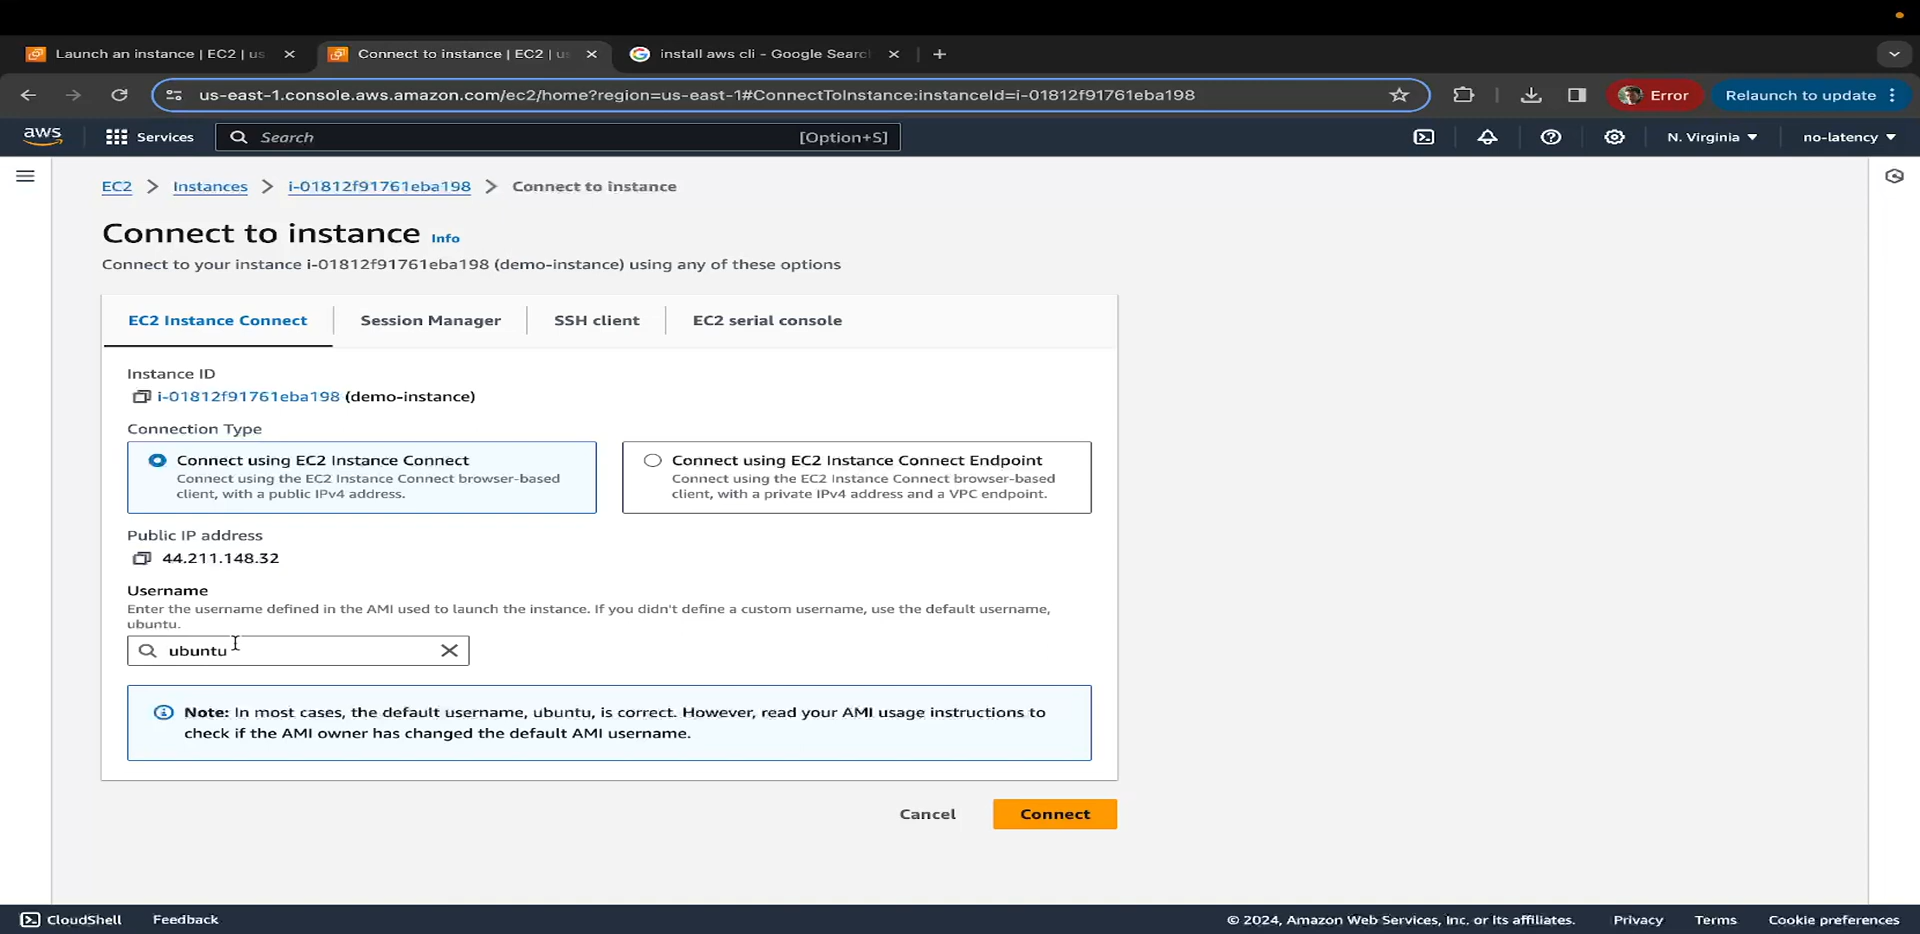 Launch an instance | EC2 | us
Connect to instance | EC2 | us
install aws cli - Google Search
us-east-1.console.aws.amazon.com/ec2/home?region=us-east-1#ConnectToInstance:instanceId=i-01812f91761eba198
Error
Relaunch to update
aws
Services
Search
[Option+S]
N. Virginia
no-latency
EC2 > Instances > i-01812f91761eba198 > Connect to instance
Connect to instance Info
Connect to your instance i-01812f91761eba198 (demo-instance) using any of these options
EC2 Instance Connect
Session Manager
SSH client
EC2 serial console
Instance ID
i-01812f91761eba198 (demo-instance)
Connection Type
Connect using EC2 Instance Connect
Connect using the EC2 Instance Connect browser-based
client, with a public IPv4 address.
Connect using EC2 Instance Connect Endpoint
Connect using the EC2 Instance Connect browser-based
client, with a private IPv4 address and a VPC endpoint.
Public IP address
44.211.148.32
Username
Enter the username defined in the AMI used to launch the instance. If you didn't define a custom username, use the default username,
ubuntu.
ubuntu
Note: In most cases, the default username, ubuntu, is correct. However, read your AMI usage instructions to
check if the AMI owner has changed the default AMI username.
Cancel
Connect
CloudShell
Feedback
© 2024, Amazon Web Services, Inc. or its affiliates.
Privacy
Terms
Cookie preferences